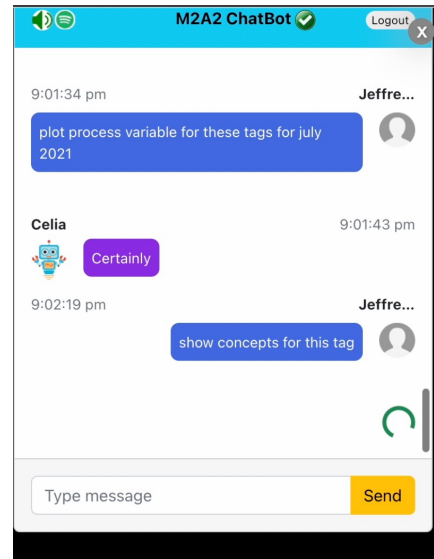 M2A2 ChatBot
Logout
X
9:01:34 pm
Jeffre...
plot process variable for these tags for july
2021
Celia
9:01:43 pm
Certainly
9:02:19 pm
Jeffre...
show concepts for this tag
Type message
Send